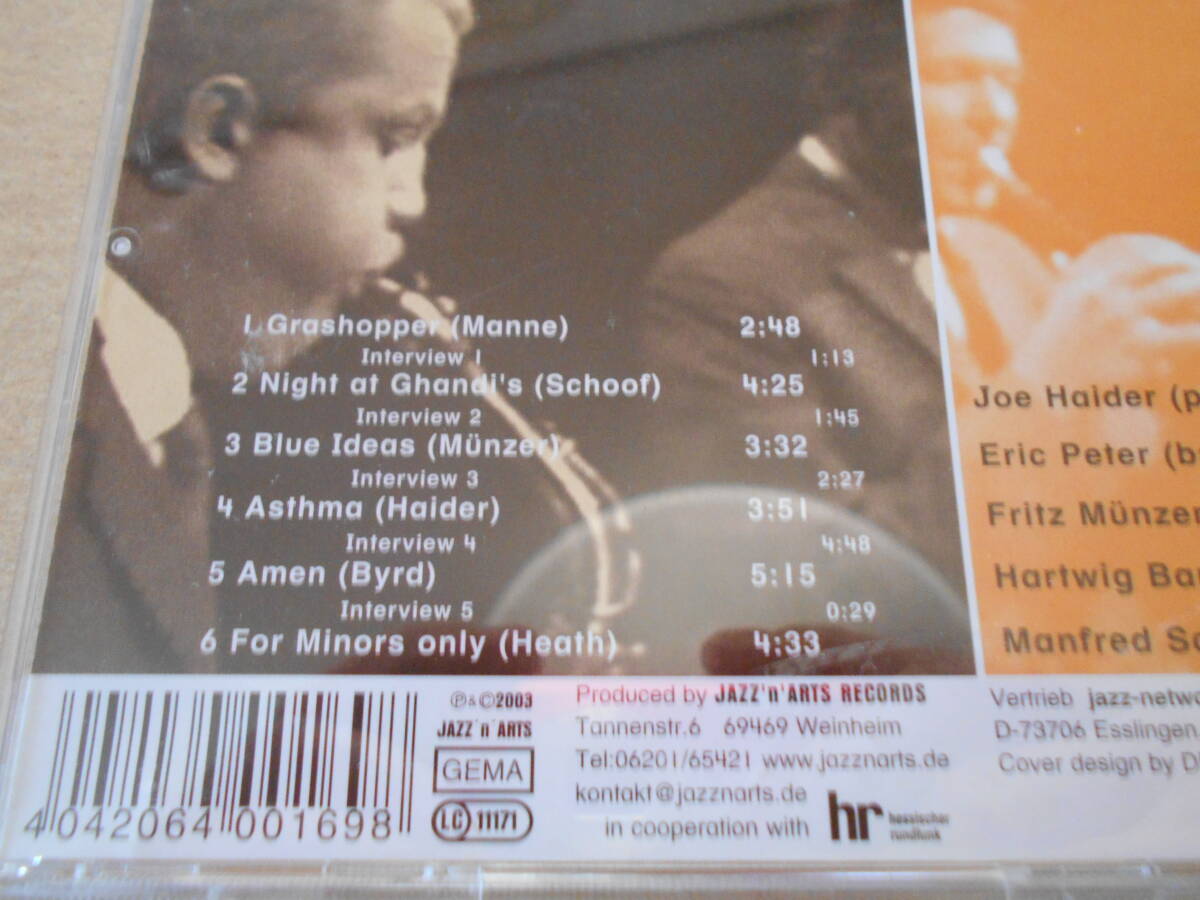 1 Grashopper (Manne) 2:48
Interview 1 1:13
2 Night at Ghandi's (Schoof) 4:25
Interview 2 1:45
3 Blue Ideas (Münzer) 3:32
Interview 3 2:27
4 Asthma (Haider) 3:51
Interview 4 4:48
5 Amen (Byrd) 5:15
Interview 5 0:29
6 For Minors only (Heath) 4:33
Joe Haider (p
Eric Peter (b
Fritz Münzer
Hartwig Ba
Manfred Sc
4 042064 001698
℗&©2003
JAZZ'n'ARTS
GEMA
LC 11171
Produced by JAZZ'n'ARTS RECORDS
Tannenstr.6 69469 Weinheim
Tel:06201/65421 www.jazznarts.de
kontakt@jazznarts.de
in cooperation with hr hessischer rundfunk
Vertrieb jazz-netw
D-73706 Esslingen
Cover design by D